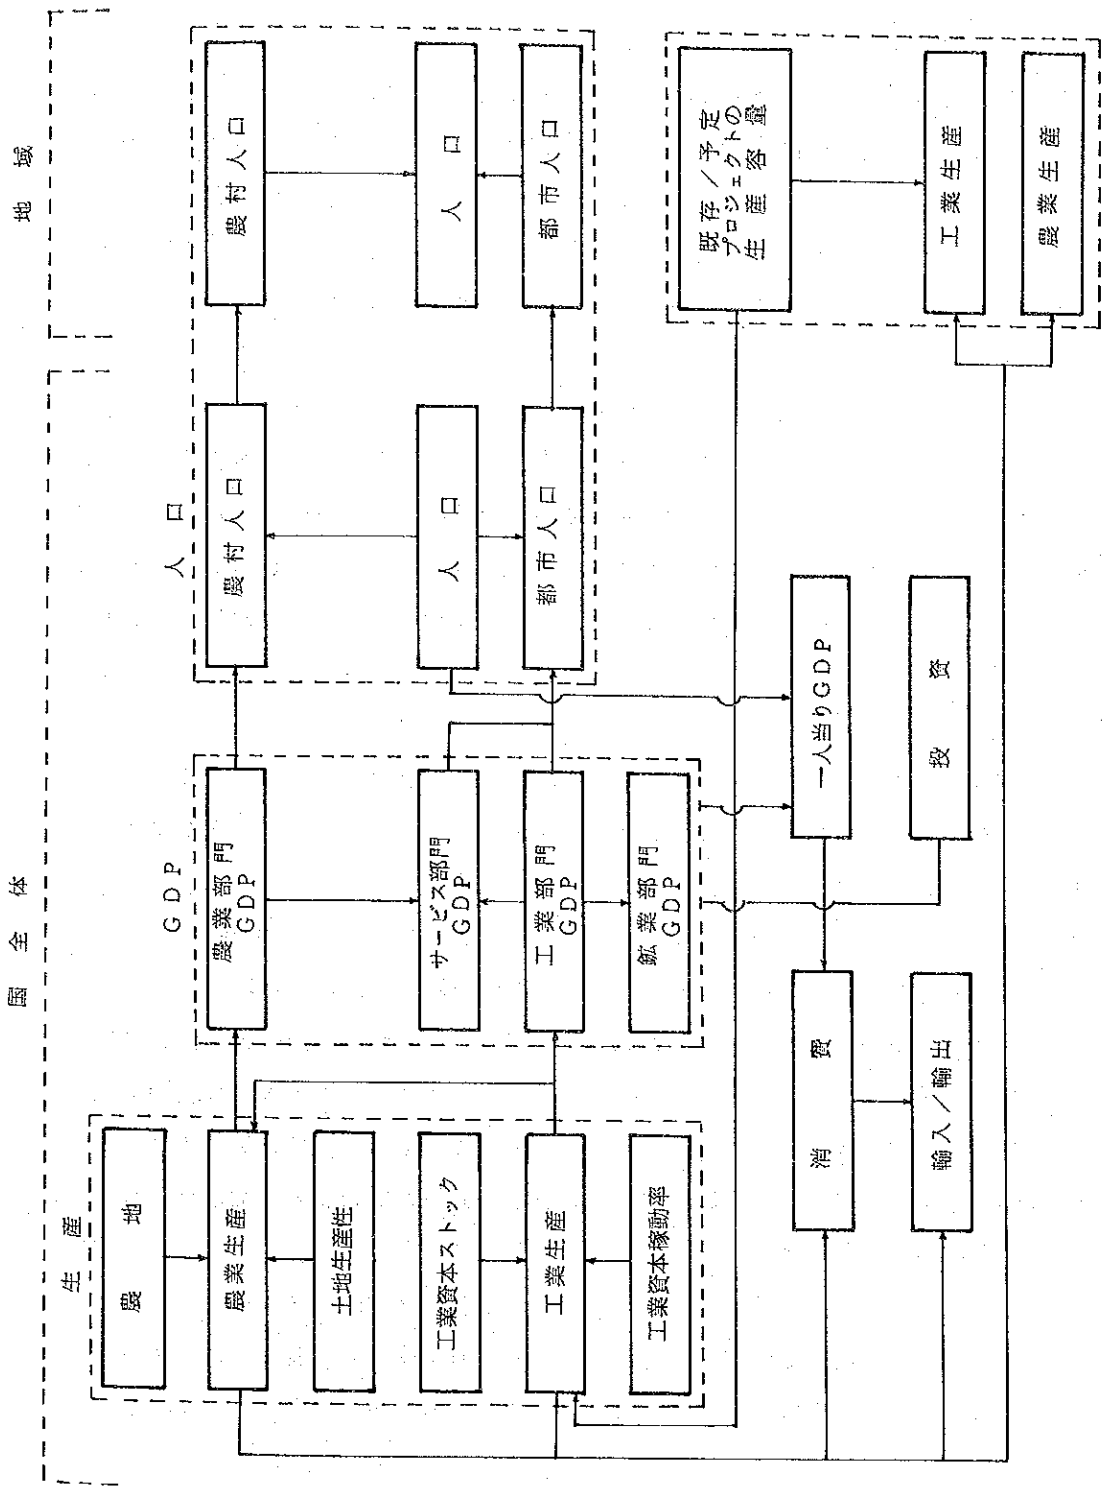 国全体
地域
生産
GDP
人口
農地
農業生産
土地生産性
工業資本ストック
工業生産
工業資本稼動率
農業部門
GDP
サービス部門
GDP
工業部門
GDP
鉱業部門
GDP
農村人口
人口
都市人口
農村人口
人口
都市人口
消費
輸入/輸出
一人当りGDP
投資
既存/予定
プロジェクトの
生産容量
工業生産
農業生産